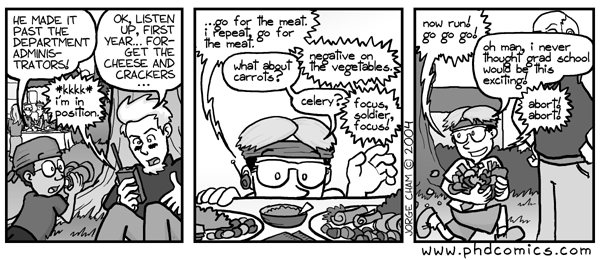 HE MADE IT
PAST THE
DEPARTMENT
ADMINIS-
TRATORS!
OK, LISTEN
UP, FIRST
YEAR... FOR-
GET THE
CHEESE AND
CRACKERS
...
*kkkk*
i'm in
position.
...go for the meat.
i repeat, go for
the meat.
what about
carrots?
negative on
the vegetables.
celery?
focus,
soldier,
focus!
JORGE CHAM © 2004
now run!
go go go!
oh man, i never
thought grad school
would be this
exciting!
abort!
abort!
www.phdcomics.com